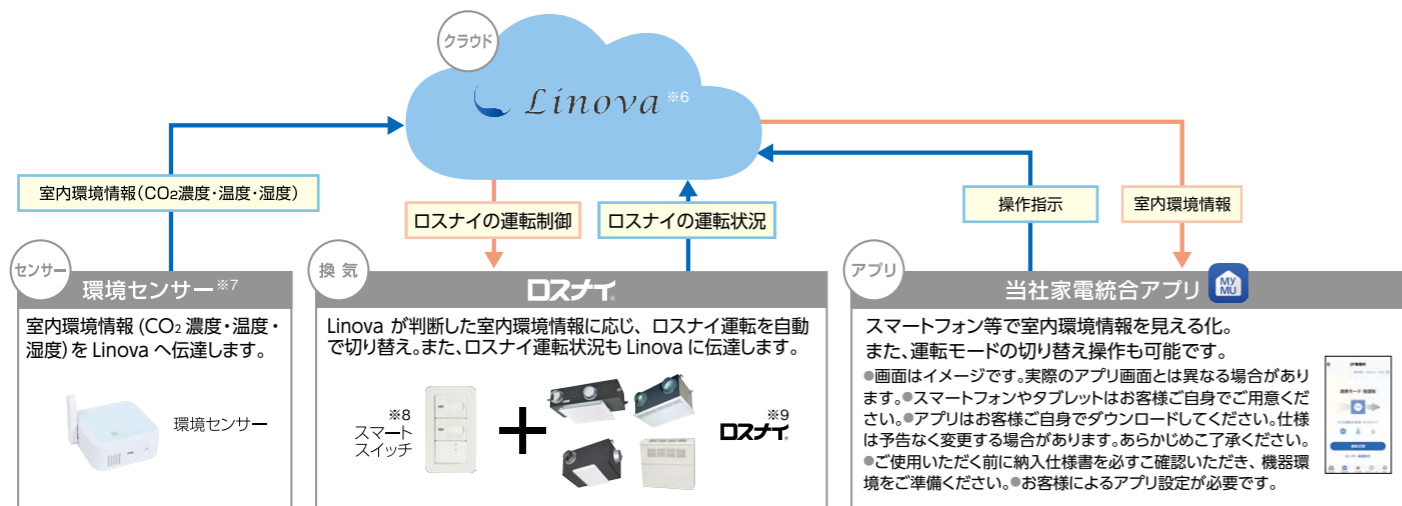 クラウド
Linova※6
室内環境情報(CO2濃度・温度・湿度)
ロスナイの運転制御
ロスナイの運転状況
操作指示
室内環境情報
センサー
環境センサー※7
室内環境情報 (CO2 濃度・温度・
湿度)を Linova へ伝達します。
環境センサー
換 気
ロスナイ®
Linova が判断した室内環境情報に応じ、ロスナイ運転を自動
で切り替え。また、ロスナイ運転状況も Linova に伝達します。
※8
スマート
スイッチ
+
※9
ロスナイ®
アプリ
当社家電統合アプリ
MY
MU
スマートフォン等で室内環境情報を見える化。
また、運転モードの切り替え操作も可能です。
●画面はイメージです。実際のアプリ画面とは異なる場合があり
ます。●スマートフォンやタブレットはお客様ご自身でご用意くだ
さい。●アプリはお客様ご自身でダウンロードしてください。仕様
は予告なく変更する場合があります。あらかじめご了承ください。
●ご使用いただく前に納入仕様書を必ずご確認いただき、機器環
境をご準備ください。●お客様によるアプリ設定が必要です。